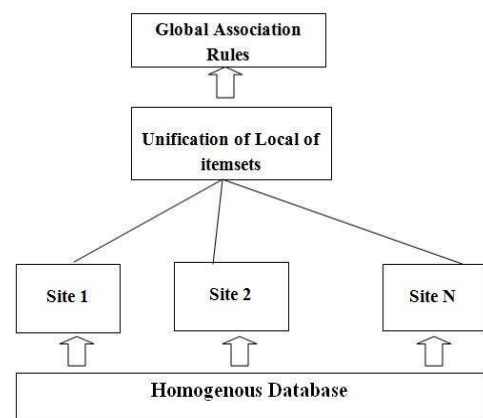 Global Association
Rules
Unification of Local of
itemsets
Site 1
Site 2
Site N
Homogenous Database